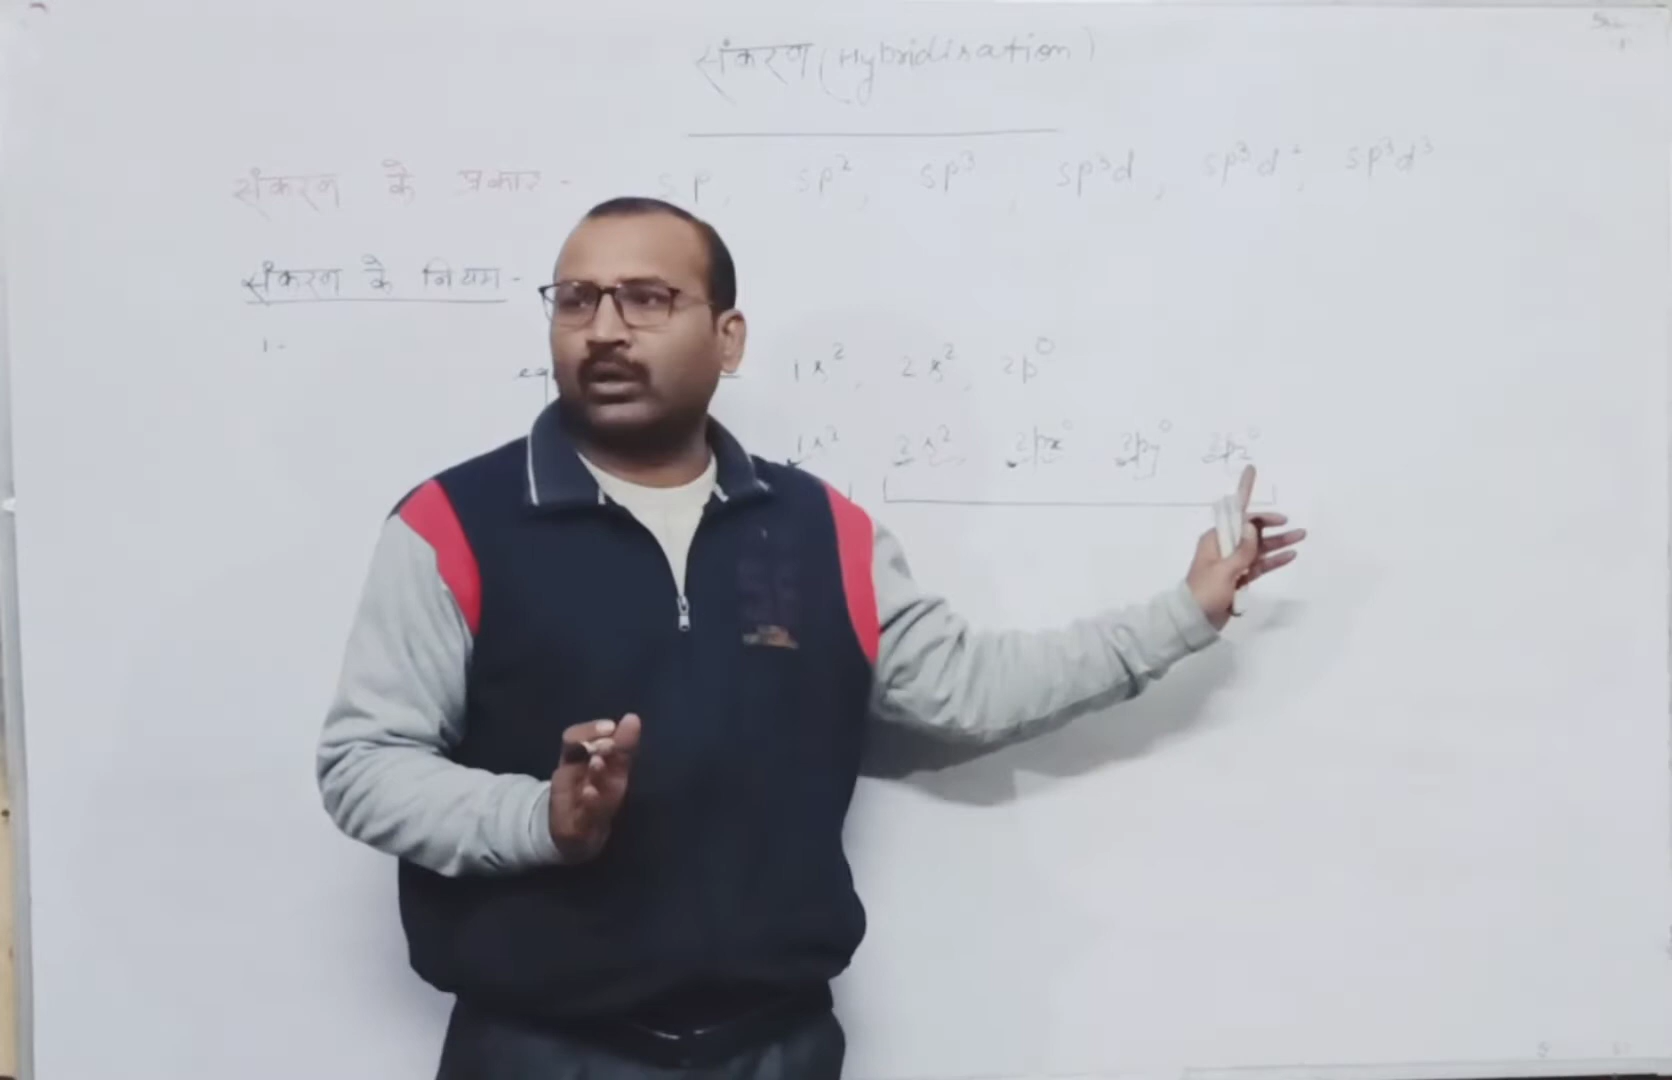 संकरण (Hybridisation)
संकरण के प्रकार - sp, sp², sp³, sp³d, sp³d², sp³d³
संकरण के नियम -
1-
eg 1s², 2s², 2p⁰
1s² 2s², 2px⁰ 2py⁰ 2pz⁰